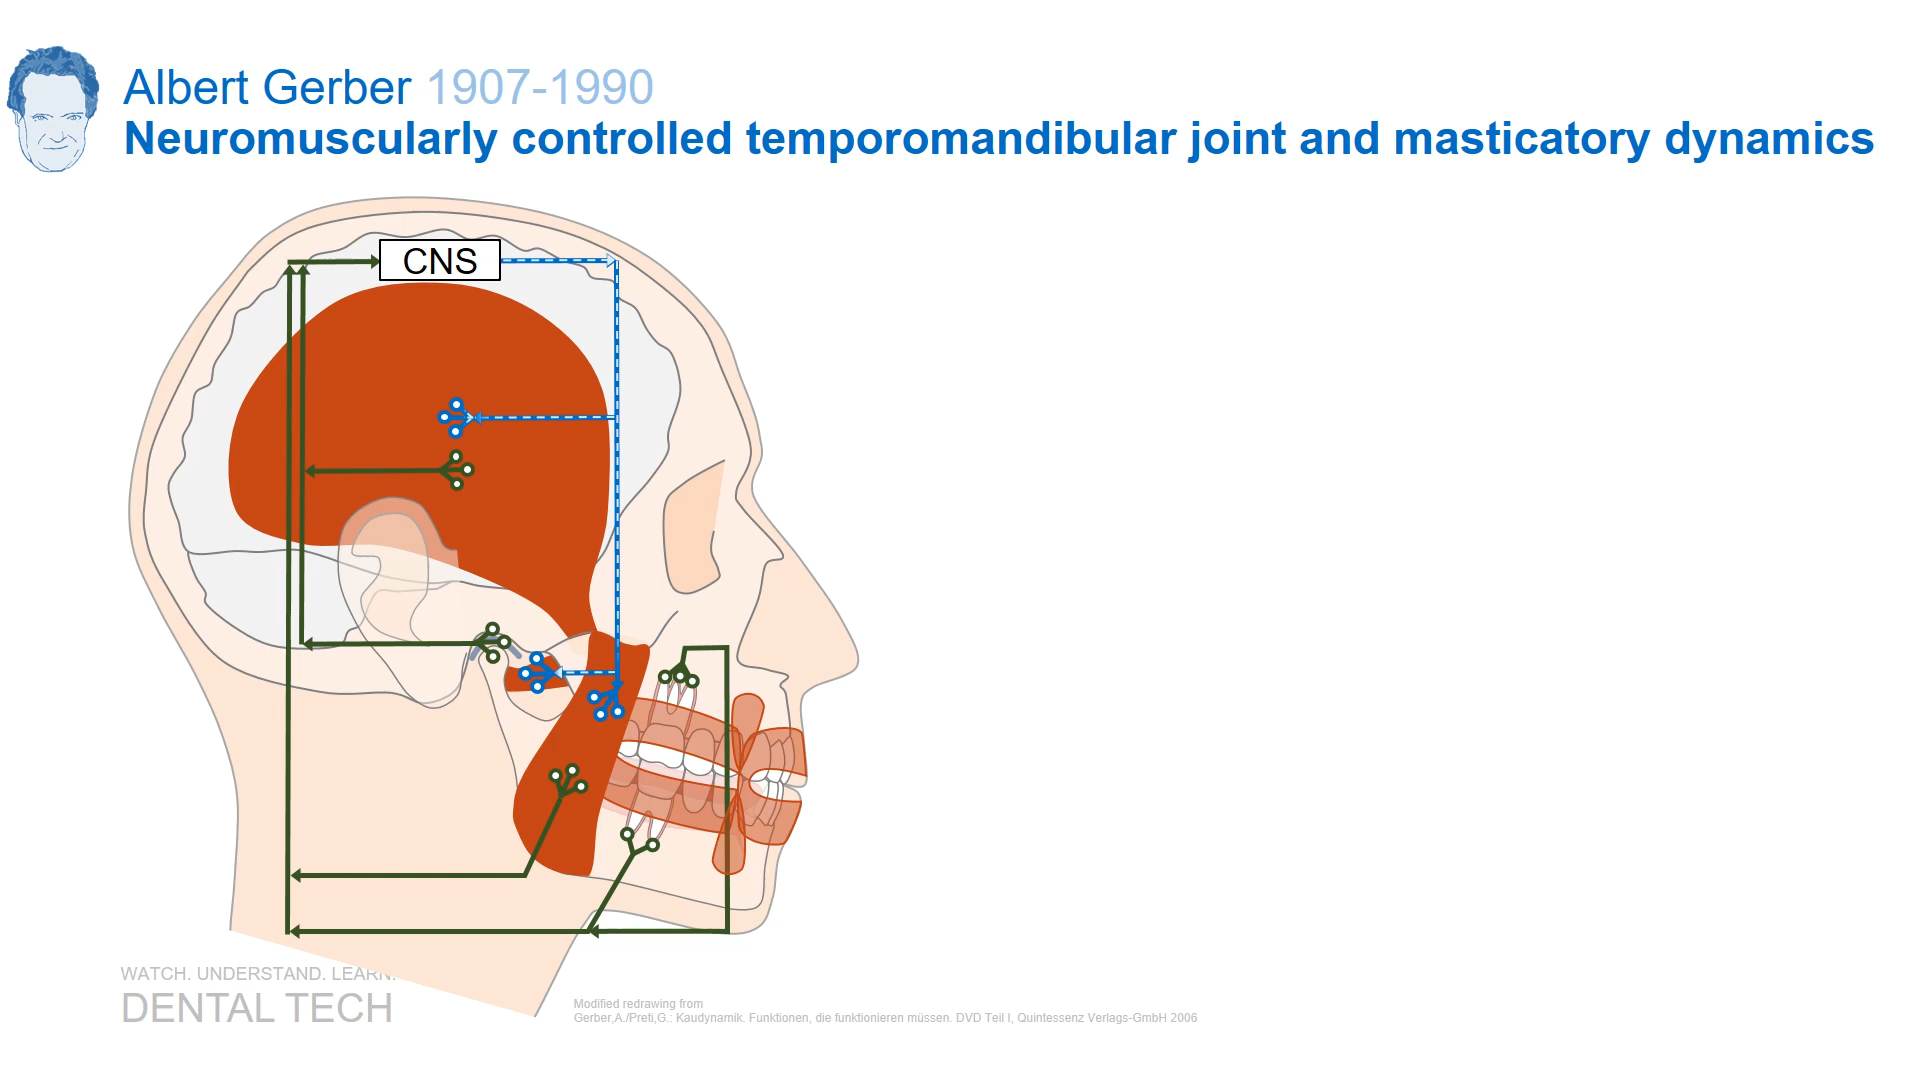 Albert Gerber 1907-1990
Neuromuscularly controlled temporomandibular joint and masticatory dynamics
CNS
WATCH. UNDERSTAND. LEARN.
DENTAL TECH
Modified redrawing from
Gerber,A./Preti,G.: Kaudynamik. Funktionen, die funktionieren müssen. DVD Teil I, Quintessenz Verlags-GmbH 2006